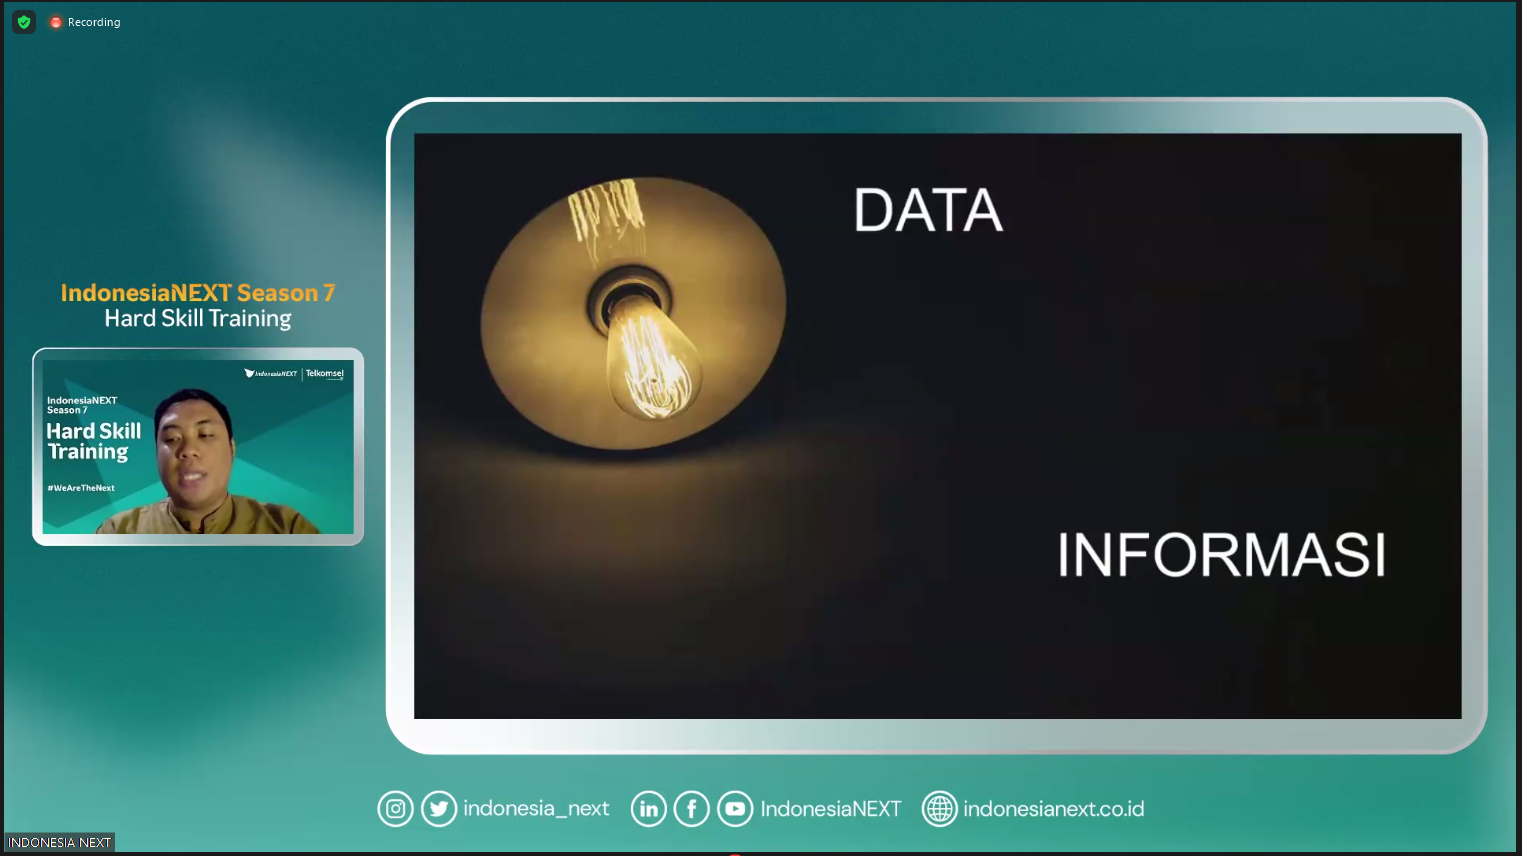 Recording
IndonesiaNEXT Season 7
Hard Skill Training
IndonesiaNEXT | Telkomsel
IndonesiaNEXT
Season 7
Hard Skill
Training
#WeAreTheNext
DATA
INFORMASI
indonesia_next
IndonesiaNEXT
indonesianext.co.id
INDONESIA NEXT